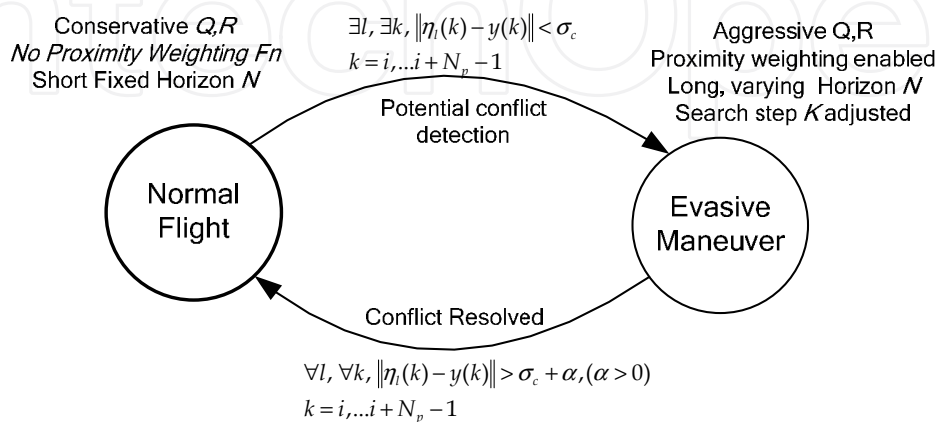 Conservative Q,R
No Proximity Weighting Fn
Short Fixed Horizon N
∃l, ∃k, ‖η_l(k) − y(k)‖ < σ_c
k = i,...i + N_p − 1
Aggressive Q,R
Proximity weighting enabled
Long, varying Horizon N
Search step K adjusted
Potential conflict
detection
Normal
Flight
Evasive
Maneuver
Conflict Resolved
∀l, ∀k, ‖η_l(k) − y(k)‖ > σ_c + α,(α > 0)
k = i,...i + N_p − 1